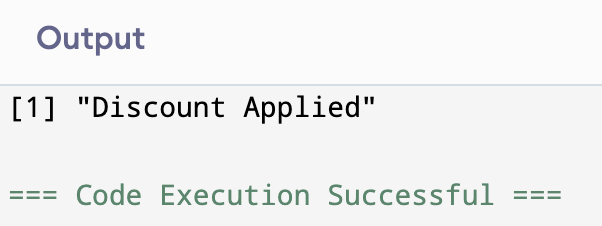 Output
[1] "Discount Applied"
=== Code Execution Successful ===